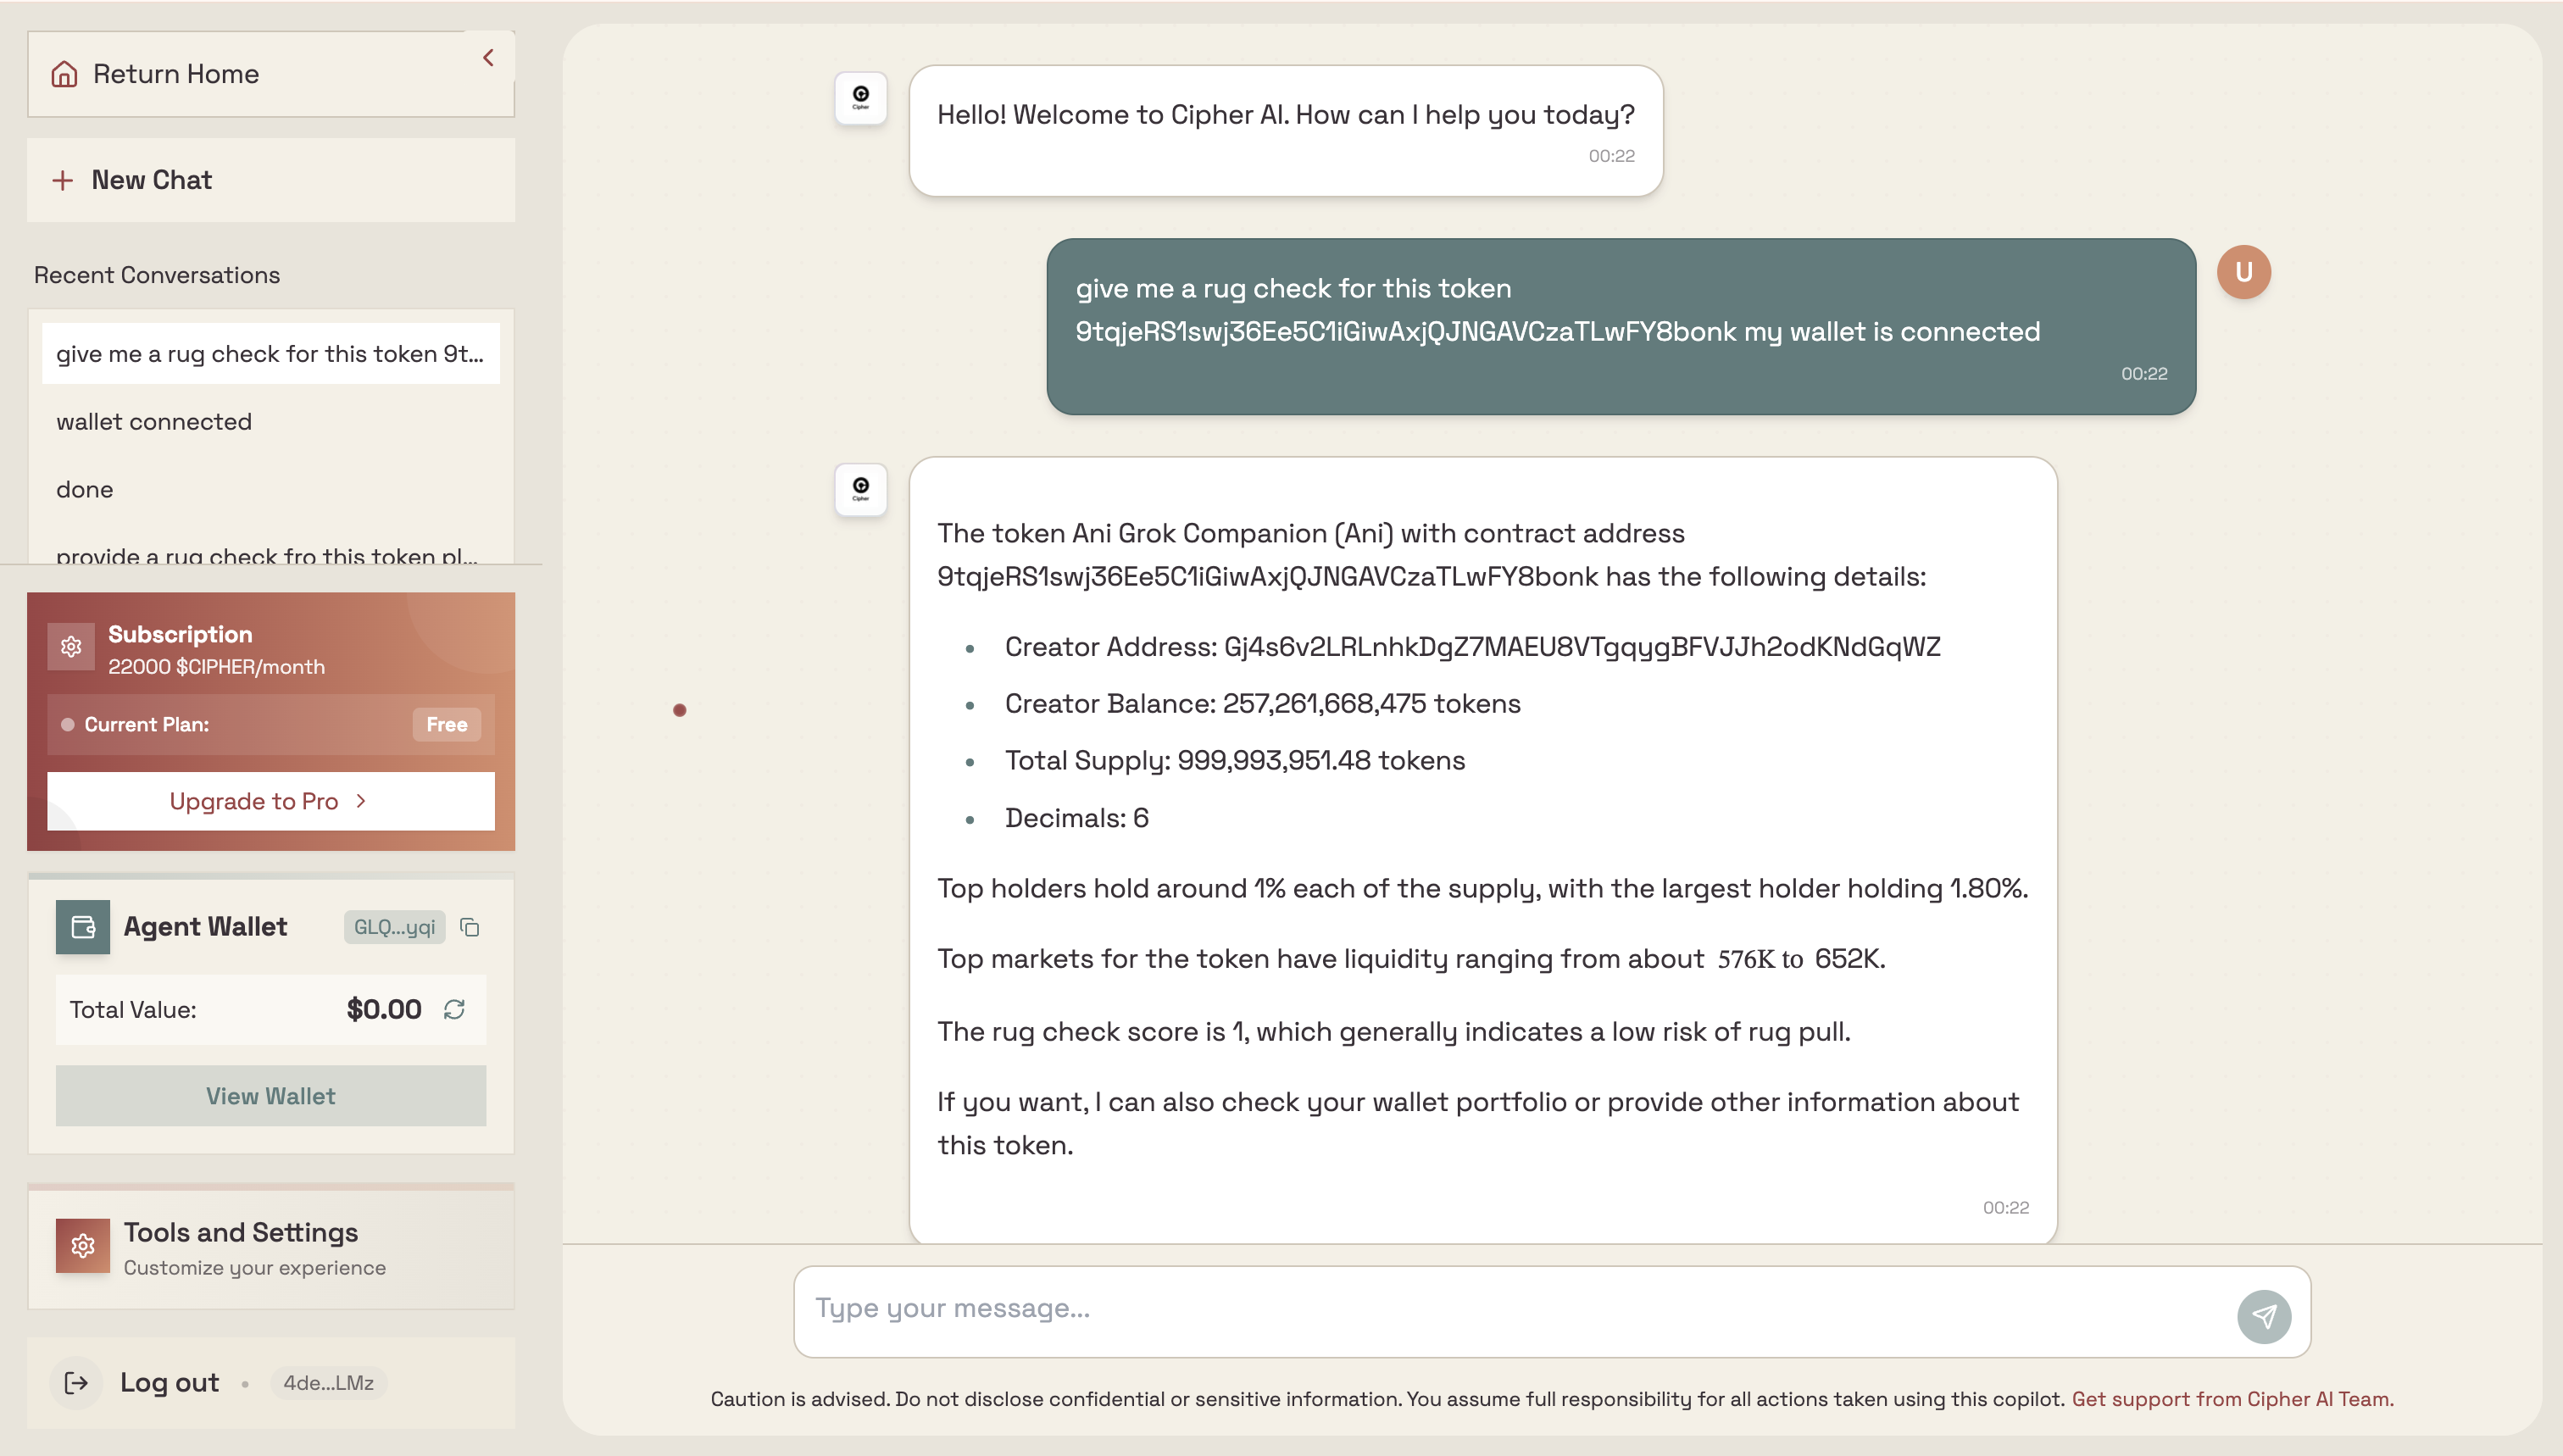 Return Home
New Chat
Recent Conversations
give me a rug check for this token 9t...
wallet connected
done
provide a rug check fro this token pl...
Subscription
22000 $CIPHER/month
Current Plan:
Free
Upgrade to Pro
Agent Wallet
GLQ...yqi
Total Value:
$0.00
View Wallet
Tools and Settings
Customize your experience
Log out
4de...LMz
Cipher
Hello! Welcome to Cipher AI. How can I help you today?
00:22
give me a rug check for this token
9tqjeRS1swj36Ee5C1iGiwAxjQJNGAVCzaTLwFY8bonk my wallet is connected
00:22
U
Cipher
The token Ani Grok Companion (Ani) with contract address
9tqjeRS1swj36Ee5C1iGiwAxjQJNGAVCzaTLwFY8bonk has the following details:
Creator Address: Gj4s6v2LRLnhkDgZ7MAEU8VTgqygBFVJJh2odKNdGqWZ
Creator Balance: 257,261,668,475 tokens
Total Supply: 999,993,951.48 tokens
Decimals: 6
Top holders hold around 1% each of the supply, with the largest holder holding 1.80%.
Top markets for the token have liquidity ranging from about 576K to 652K.
The rug check score is 1, which generally indicates a low risk of rug pull.
If you want, I can also check your wallet portfolio or provide other information about
this token.
00:22
Type your message...
Caution is advised. Do not disclose confidential or sensitive information. You assume full responsibility for all actions taken using this copilot. Get support from Cipher AI Team.